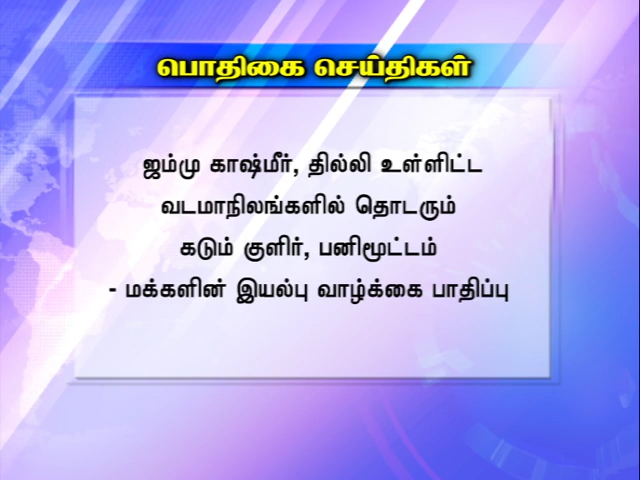 பொதிகை செய்திகள்
ஜம்மு காஷ்மீர், தில்லி உள்ளிட்ட
வடமாநிலங்களில் தொடரும்
கடும் குளிர், பனிமூட்டம்
- மக்களின் இயல்பு வாழ்க்கை பாதிப்பு